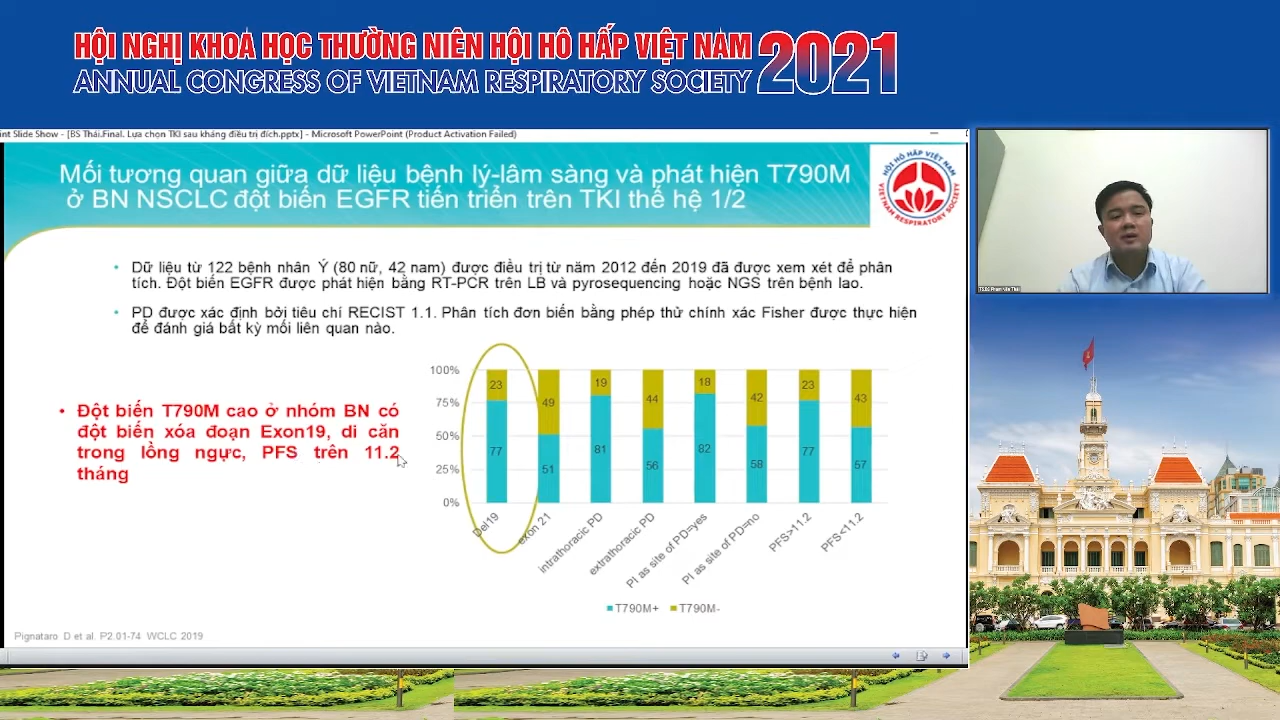 HỘI NGHỊ KHOA HỌC THƯỜNG NIÊN HỘI HÔ HẤP VIỆT NAM 2021
ANNUAL CONGRESS OF VIETNAM RESPIRATORY SOCIETY
int Slide Show - [BS Thái.Final. Lựa chọn TKI sau kháng điều trị đích.pptx] - Microsoft PowerPoint (Product Activation Failed)
Mối tương quan giữa dữ liệu bệnh lý-lâm sàng và phát hiện T790M
ở BN NSCLC đột biến EGFR tiến triển trên TKI thế hệ 1/2
HỘI HÔ HẤP VIỆT NAM
VIETNAM RESPIRATORY SOCIETY
• Dữ liệu từ 122 bệnh nhân Ý (80 nữ, 42 nam) được điều trị từ năm 2012 đến 2019 đã được xem xét để phân
tích. Đột biến EGFR được phát hiện bằng RT-PCR trên LB và pyrosequencing hoặc NGS trên bệnh lao.
• PD được xác định bởi tiêu chí RECIST 1.1. Phân tích đơn biến bằng phép thử chính xác Fisher được thực hiện
để đánh giá bất kỳ mối liên quan nào.
• Đột biến T790M cao ở nhóm BN có
đột biến xóa đoạn Exon19, di căn
trong lồng ngực, PFS trên 11.2
tháng
100%
75%
50%
25%
0%
23 49 19 44 18 42 23 43
77 51 81 56 82 58 77 57
Del19
exon 21
intrathoracic PD
extrathoracic PD
Pl as site of PD=yes
Pl as site of PD=no
PFS>11.2
PFS<11.2
T790M+ T790M-
Pignataro D et al. P2.01-74 WCLC 2019